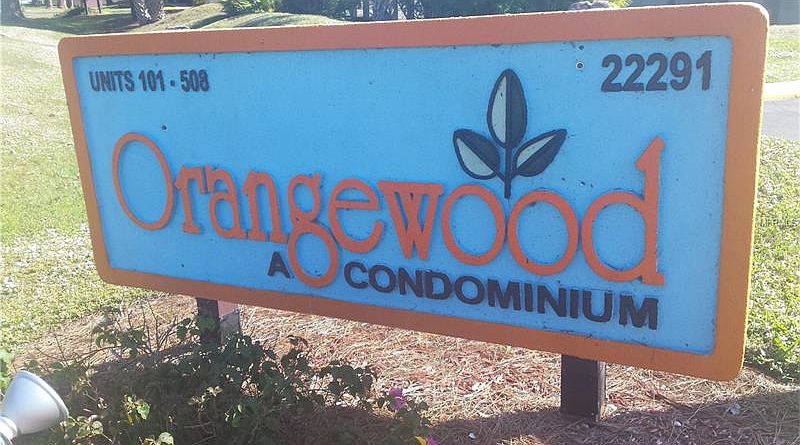 UNITS 101 - 508
22291
Orangewood
A CONDOMINIUM